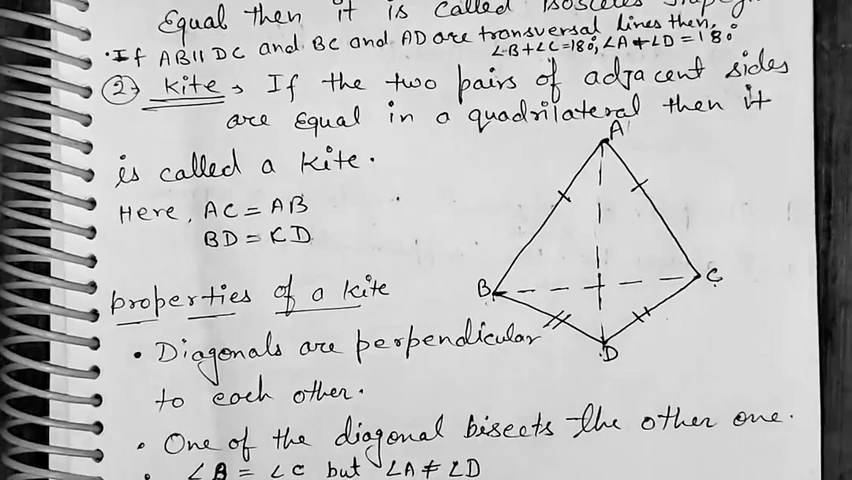 Equal then it is called isosceles
• If AB || DC and BC and AD are transversal lines then,
∠B+∠C=180°, ∠A+∠D=180°
② Kite → If the two pairs of adjacent sides
are Equal in a quadrilateral then it
is called a kite.
Here, AC = AB
BD = CD
properties of a kite
• Diagonals are perpendicular
to each other.
• One of the diagonal bisects the other one.
• ∠B = ∠C but ∠A ≠ ∠D
A
B
C
D